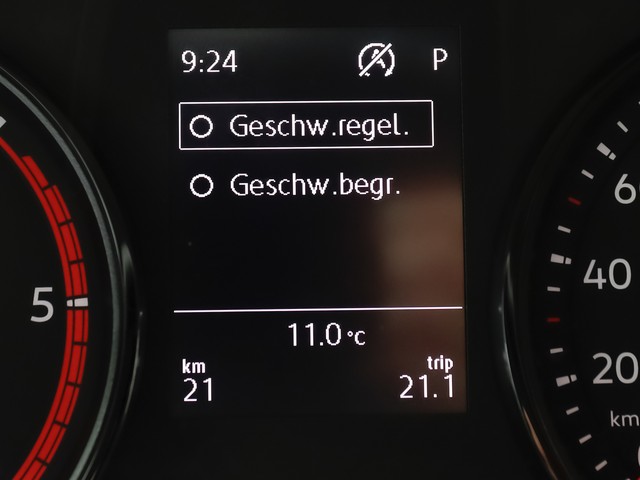 9:24 P
Geschw.regel.
Geschw.begr.
11.0 °C
km trip
21 21.1
5
6
40
20
km